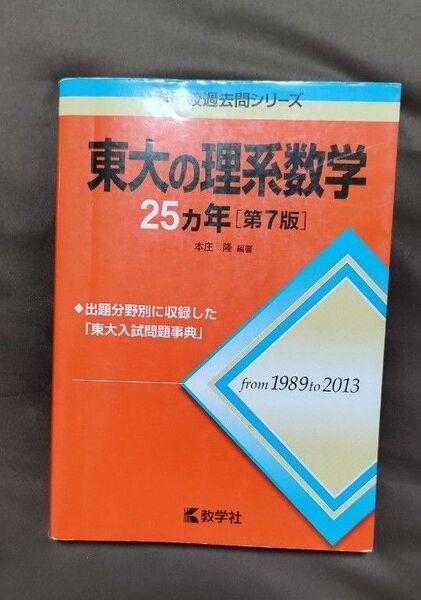 校過去問シリーズ
東大の理系数学
25カ年[第7版]
本庄 隆 編著
◆出題分野別に収録した
「東大入試問題事典」
from 1989 to 2013
教学社